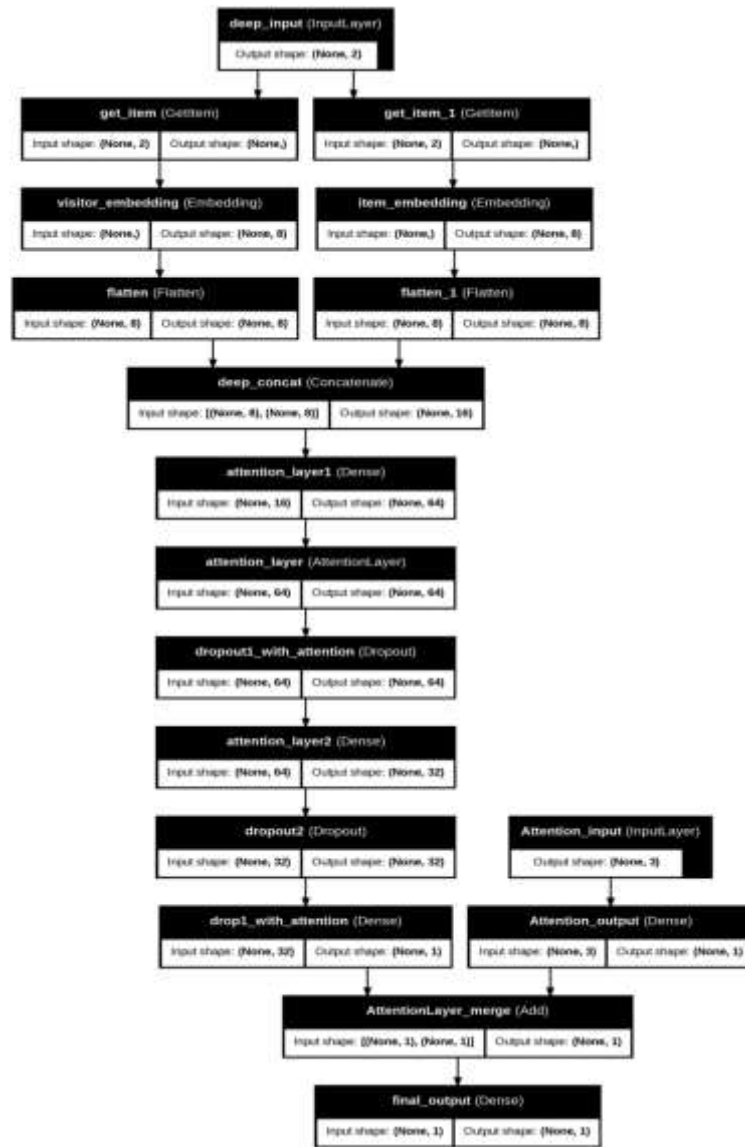 deep_input (InputLayer)
Output shape: (None, 2)
get_item (GetItem)
Input shape: (None, 2) Output shape: (None,)
get_item_1 (GetItem)
Input shape: (None, 2) Output shape: (None,)
visitor_embedding (Embedding)
Input shape: (None,) Output shape: (None, 8)
item_embedding (Embedding)
Input shape: (None,) Output shape: (None, 8)
flatten (Flatten)
Input shape: (None, 8) Output shape: (None, 8)
flatten_1 (Flatten)
Input shape: (None, 8) Output shape: (None, 8)
deep_concat (Concatenate)
Input shape: [(None, 8), (None, 8)] Output shape: (None, 16)
attention_layer1 (Dense)
Input shape: (None, 16) Output shape: (None, 64)
attention_layer (AttentionLayer)
Input shape: (None, 64) Output shape: (None, 64)
dropout1_with_attention (Dropout)
Input shape: (None, 64) Output shape: (None, 64)
attention_layer2 (Dense)
Input shape: (None, 64) Output shape: (None, 32)
dropout2 (Dropout)
Input shape: (None, 32) Output shape: (None, 32)
Attention_input (InputLayer)
Output shape: (None, 3)
drop1_with_attention (Dense)
Input shape: (None, 32) Output shape: (None, 1)
Attention_output (Dense)
Input shape: (None, 3) Output shape: (None, 1)
AttentionLayer_merge (Add)
Input shape: [(None, 1), (None, 1)] Output shape: (None, 1)
final_output (Dense)
Input shape: (None, 1) Output shape: (None, 1)